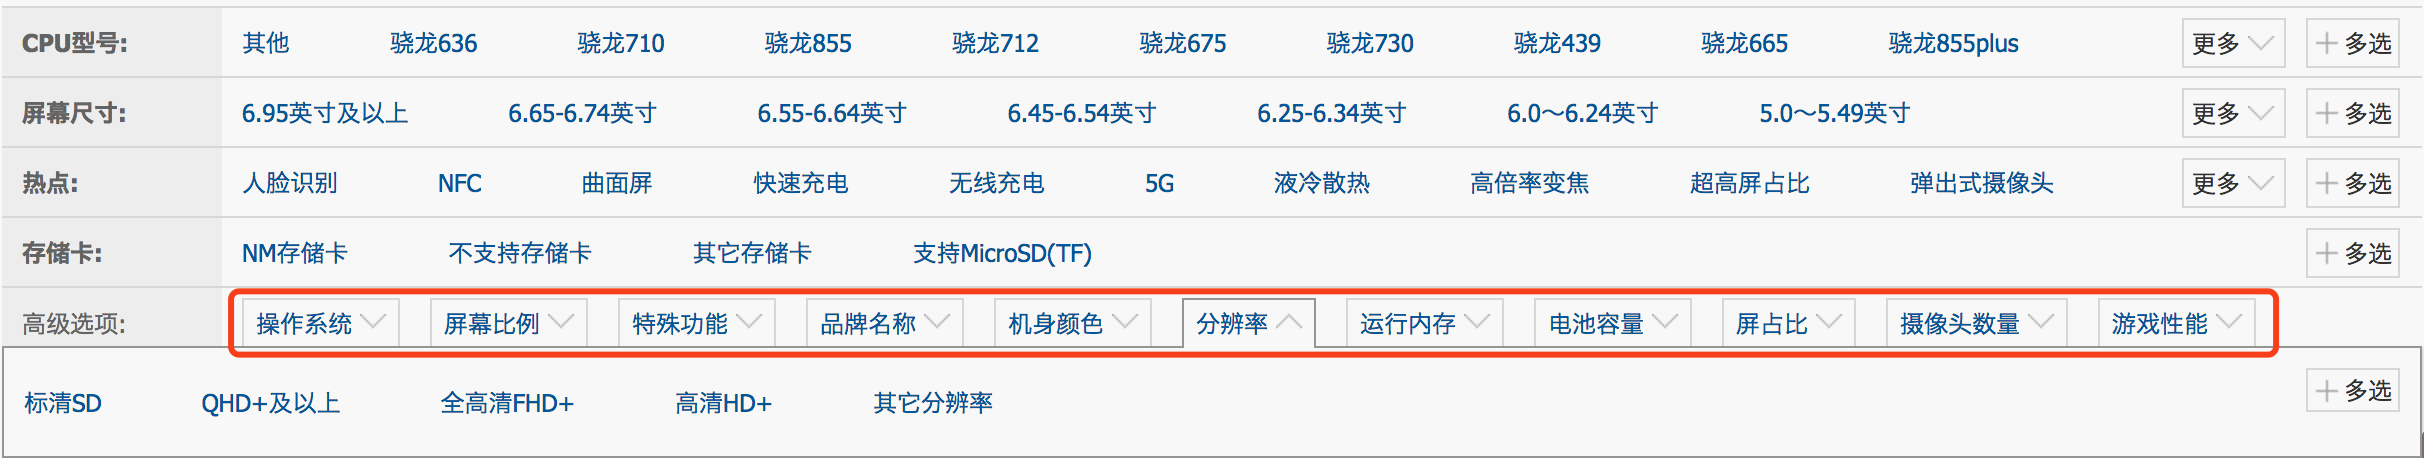 CPU型号: 其他 骁龙636 骁龙710 骁龙855 骁龙712 骁龙675 骁龙730 骁龙439 骁龙665 骁龙855plus 更多 多选
屏幕尺寸: 6.95英寸及以上 6.65-6.74英寸 6.55-6.64英寸 6.45-6.54英寸 6.25-6.34英寸 6.0～6.24英寸 5.0～5.49英寸 更多 多选
热点: 人脸识别 NFC 曲面屏 快速充电 无线充电 5G 液冷散热 高倍率变焦 超高屏占比 弹出式摄像头 更多 多选
存储卡: NM存储卡 不支持存储卡 其它存储卡 支持MicroSD(TF) 多选
高级选项: 操作系统 屏幕比例 特殊功能 品牌名称 机身颜色 分辨率 运行内存 电池容量 屏占比 摄像头数量 游戏性能
标清SD QHD+及以上 全高清FHD+ 高清HD+ 其它分辨率 多选